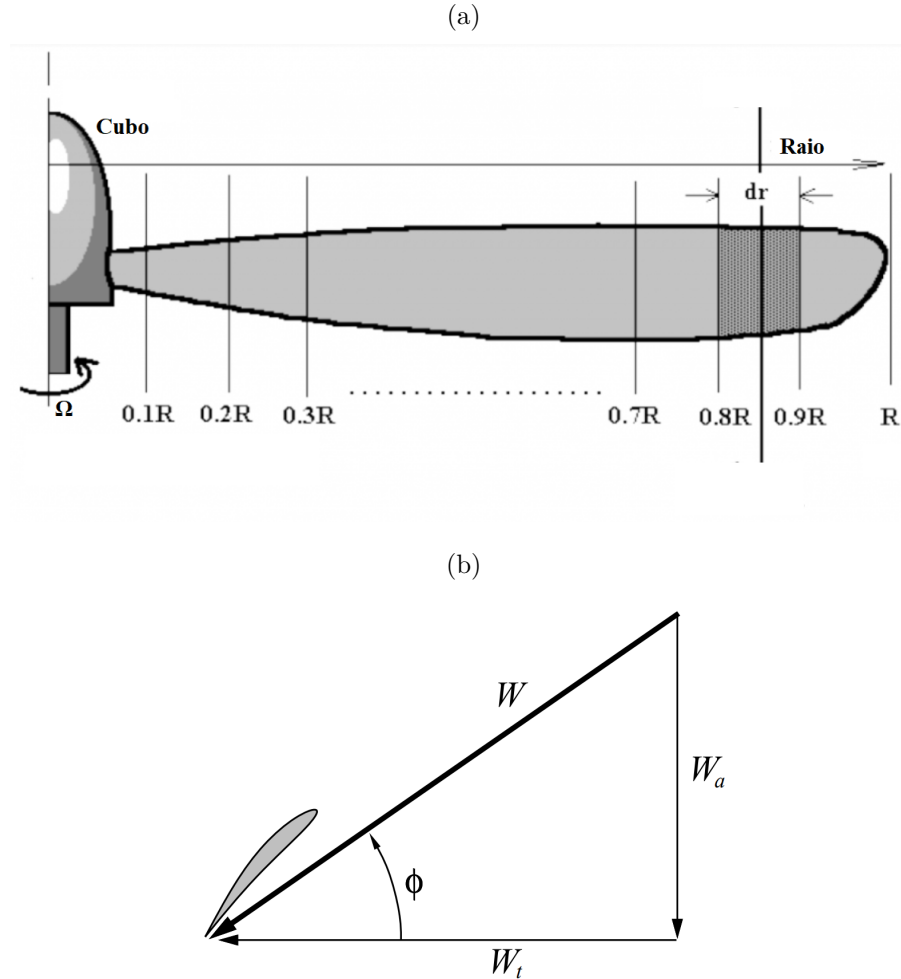 (a)
Cubo
Raio
dr
Ω
0.1R 0.2R 0.3R 0.7R 0.8R 0.9R R
(b)
W
W_a
ϕ
W_t